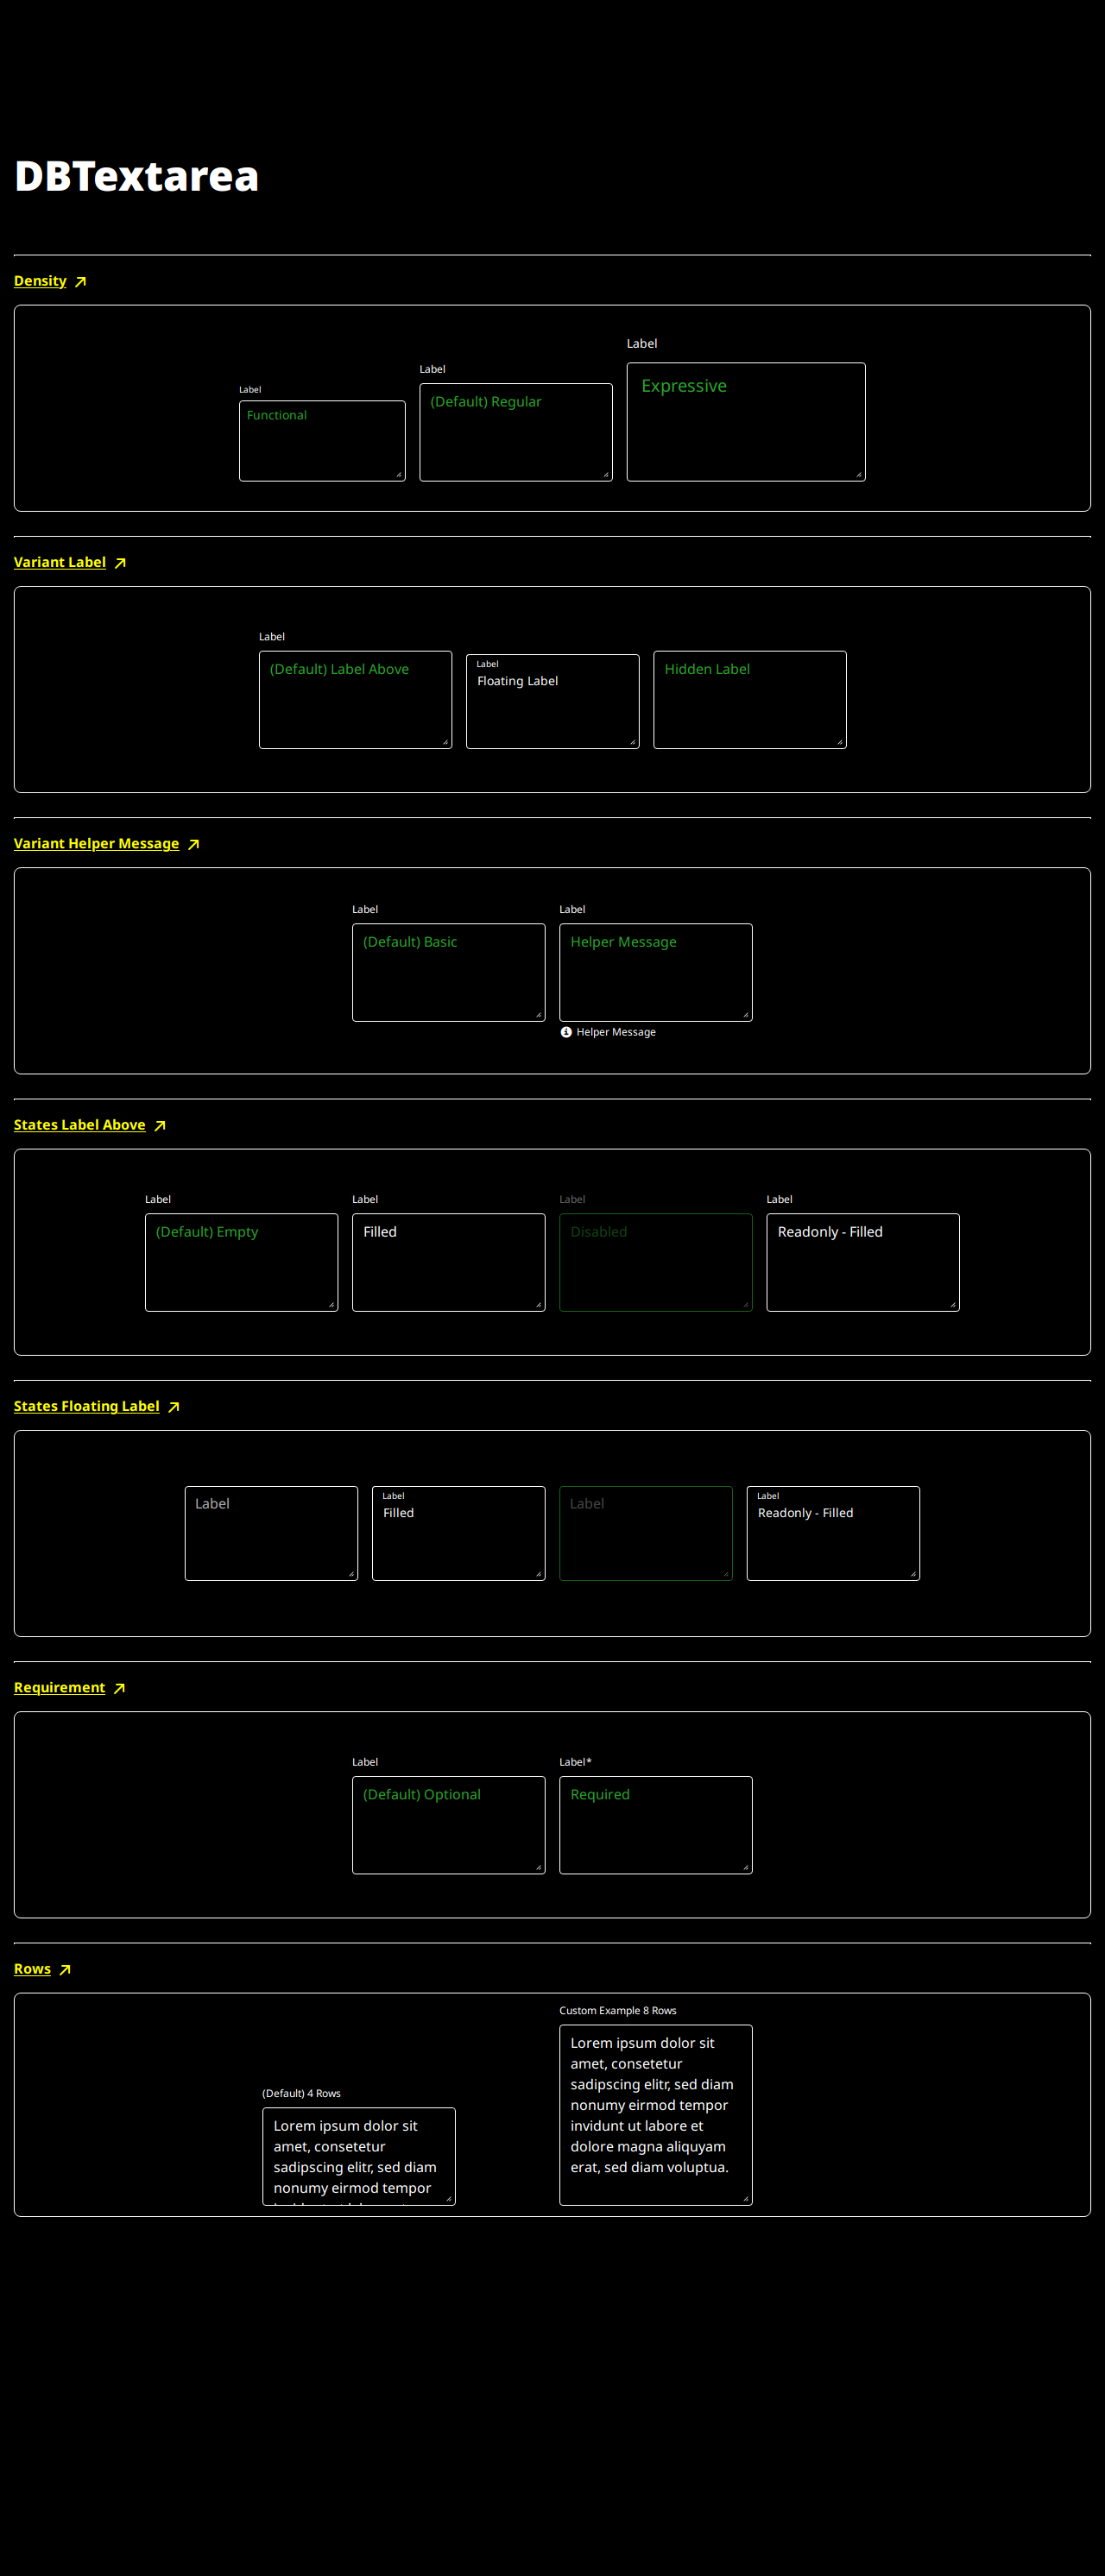 DBTextarea
Density
Label
Functional
Label
(Default) Regular
Label
Expressive
Variant Label
Label
(Default) Label Above
Label
Floating Label
Hidden Label
Variant Helper Message
Label
(Default) Basic
Label
Helper Message
Helper Message
States Label Above
Label
(Default) Empty
Label
Filled
Label
Disabled
Label
Readonly - Filled
States Floating Label
Label
Label
Filled
Label
Label
Readonly - Filled
Requirement
Label
(Default) Optional
Label*
Required
Rows
(Default) 4 Rows
Lorem ipsum dolor sit
amet, consetetur
sadipscing elitr, sed diam
nonumy eirmod tempor
Custom Example 8 Rows
Lorem ipsum dolor sit
amet, consetetur
sadipscing elitr, sed diam
nonumy eirmod tempor
invidunt ut labore et
dolore magna aliquyam
erat, sed diam voluptua.